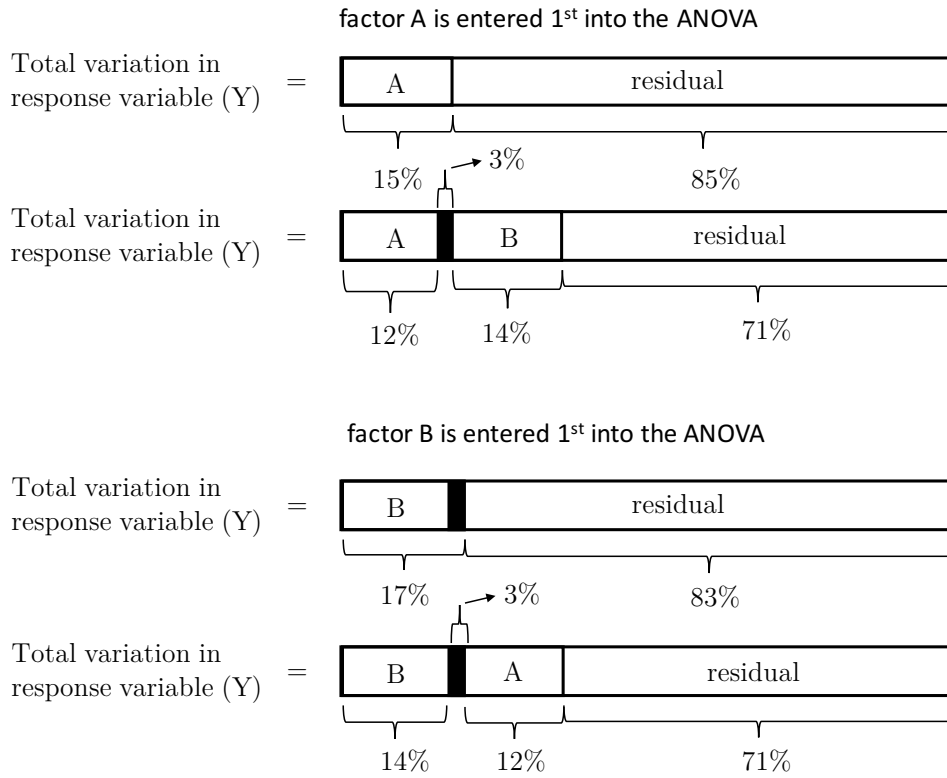 factor A is entered 1st into the ANOVA
Total variation in
response variable (Y)
=
A
residual
15%
3%
85%
Total variation in
response variable (Y)
=
A
B
residual
12%
14%
71%
factor B is entered 1st into the ANOVA
Total variation in
response variable (Y)
=
B
residual
17%
3%
83%
Total variation in
response variable (Y)
=
B
A
residual
14%
12%
71%